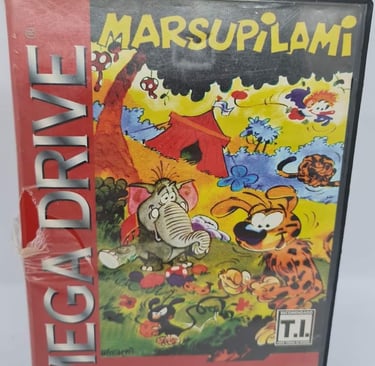 MARSUPILAMI
MEGA DRIVE
T.I.